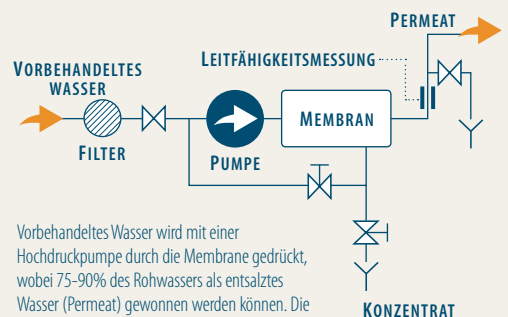 PERMEAT
LEITFÄHIGKEITSMESSUNG
VORBEHANDELTES
WASSER
MEMBRAN
FILTER
PUMPE
Vorbehandeltes Wasser wird mit einer
Hochdruckpumpe durch die Membrane gedrückt,
wobei 75-90% des Rohwassers als entsalztes
Wasser (Permeat) gewonnen werden können. Die
KONZENTRAT